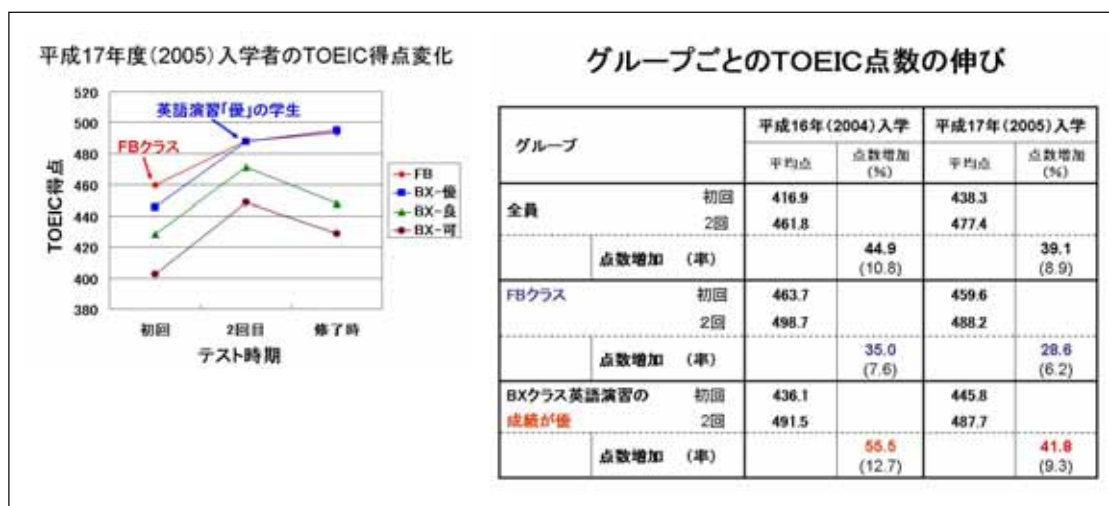 平成17年度(2005)入学者のTOEIC得点変化
TOEIC得点
520
500
480
460
440
420
400
380
英語演習「優」の学生
FBクラス
FB
BX-優
BX-良
BX-可
初回 2回目 修了時
テスト時期
グループごとのTOEIC点数の伸び
グループ 平成16年(2004)入学 平成17年(2005)入学
平均点 点数増加(%) 平均点 点数増加(%)
全員 初回 416.9 438.3
2回 461.8 477.4
点数増加 (率) 44.9 39.1
(10.8) (8.9)
FBクラス 初回 463.7 459.6
2回 498.7 488.2
点数増加 (率) 35.0 28.6
(7.6) (6.2)
BXクラス英語演習の 初回 436.1 445.8
成績が優 2回 491.5 487.7
点数増加 (率) 55.5 41.8
(12.7) (9.3)